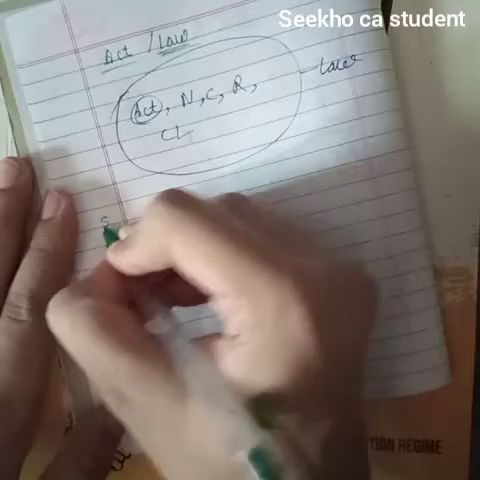 Seekho ca student
Act / Law
Act, N, C, R,
CL
Law
S
TION REGIME